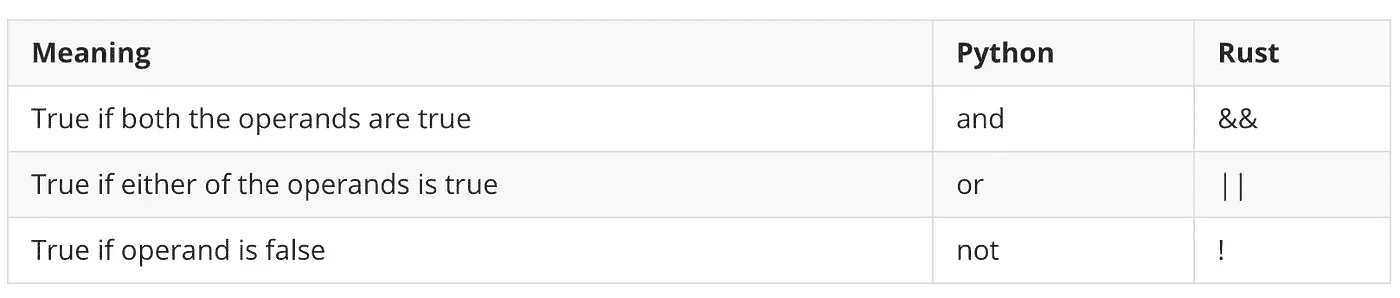 Meaning Python Rust
True if both the operands are true and &&
True if either of the operands is true or ||
True if operand is false not !